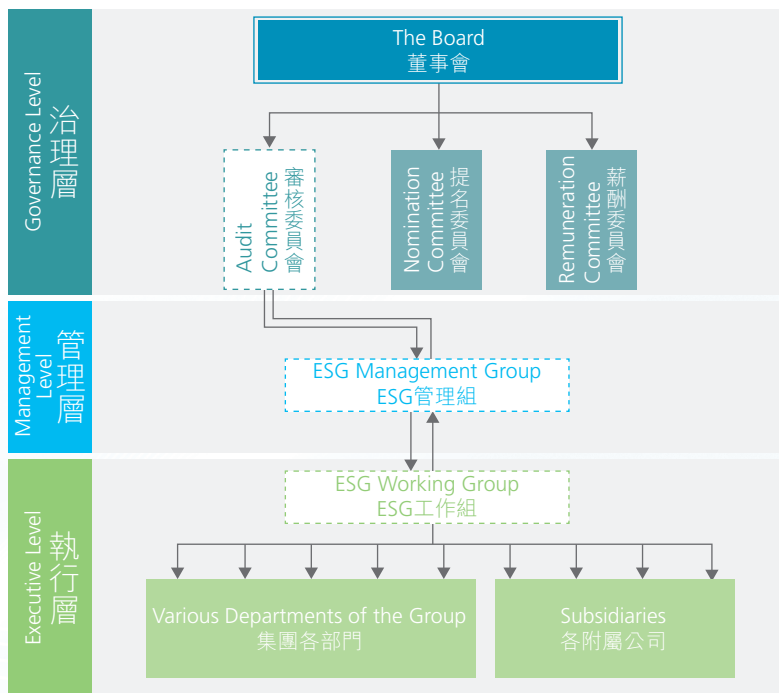 Governance Level
治理層
The Board
董事會
Audit
Committee
審核委員會
Nomination
Committee
提名委員會
Remuneration
Committee
薪酬委員會
Management
Level
管理層
ESG Management Group
ESG管理組
Executive Level
執行層
ESG Working Group
ESG工作組
Various Departments of the Group
集團各部門
Subsidiaries
各附屬公司